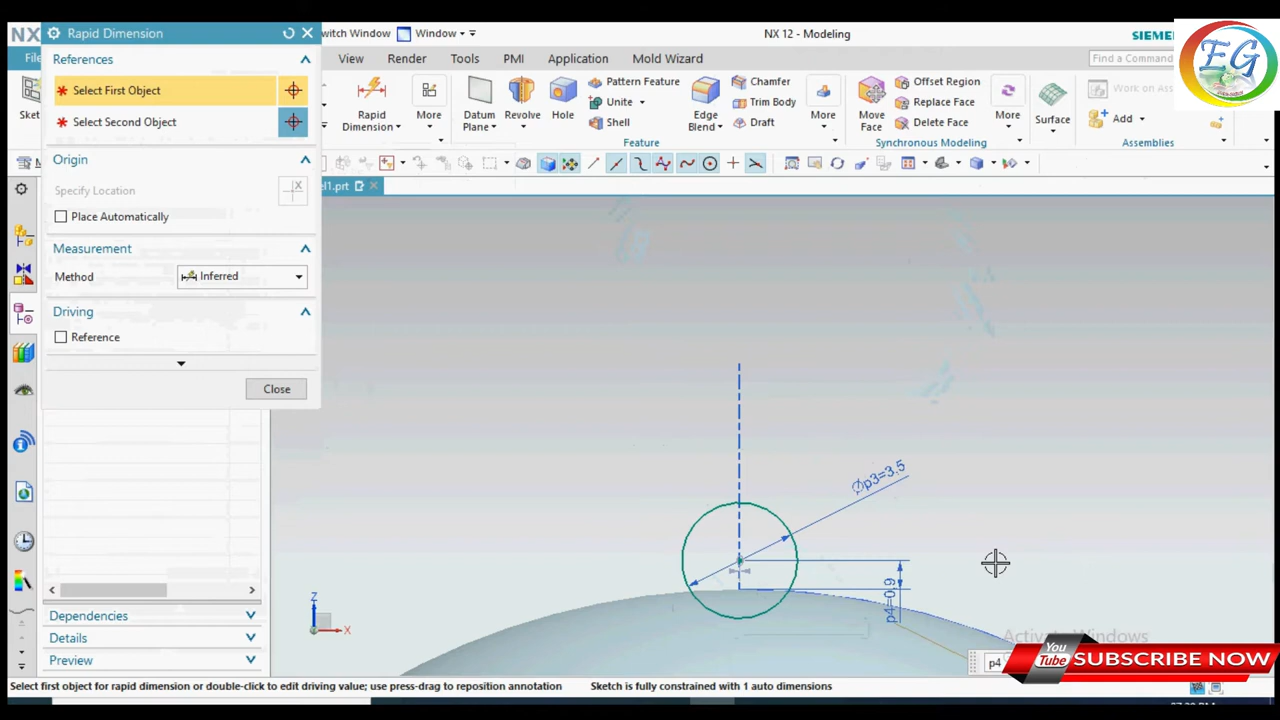 NX
Rapid Dimension
witch Window
Window
NX 12 - Modeling
SIEME
EG
File
View
Render
Tools
PMI
Application
Mold Wizard
Find a Command
References
Select First Object
Select Second Object
Origin
Specify Location
Place Automatically
Measurement
Method
Inferred
Driving
Reference
Close
Sket
Rapid
Dimension
More
Datum
Plane
Revolve
Hole
Pattern Feature
Unite
Shell
Edge
Blend
Chamfer
Trim Body
Draft
More
Feature
Move
Face
Offset Region
Replace Face
Delete Face
More
Synchronous Modeling
Surface
Work on Ass
Add
Assemblies
M
el1.prt
Øp3=3,5
p4=0,9
Z
X
Dependencies
Details
Preview
Activate Windows
p4
You
Tube
SUBSCRIBE NOW
Select first object for rapid dimension or double-click to edit driving value; use press-drag to reposition annotation
Sketch is fully constrained with 1 auto dimensions